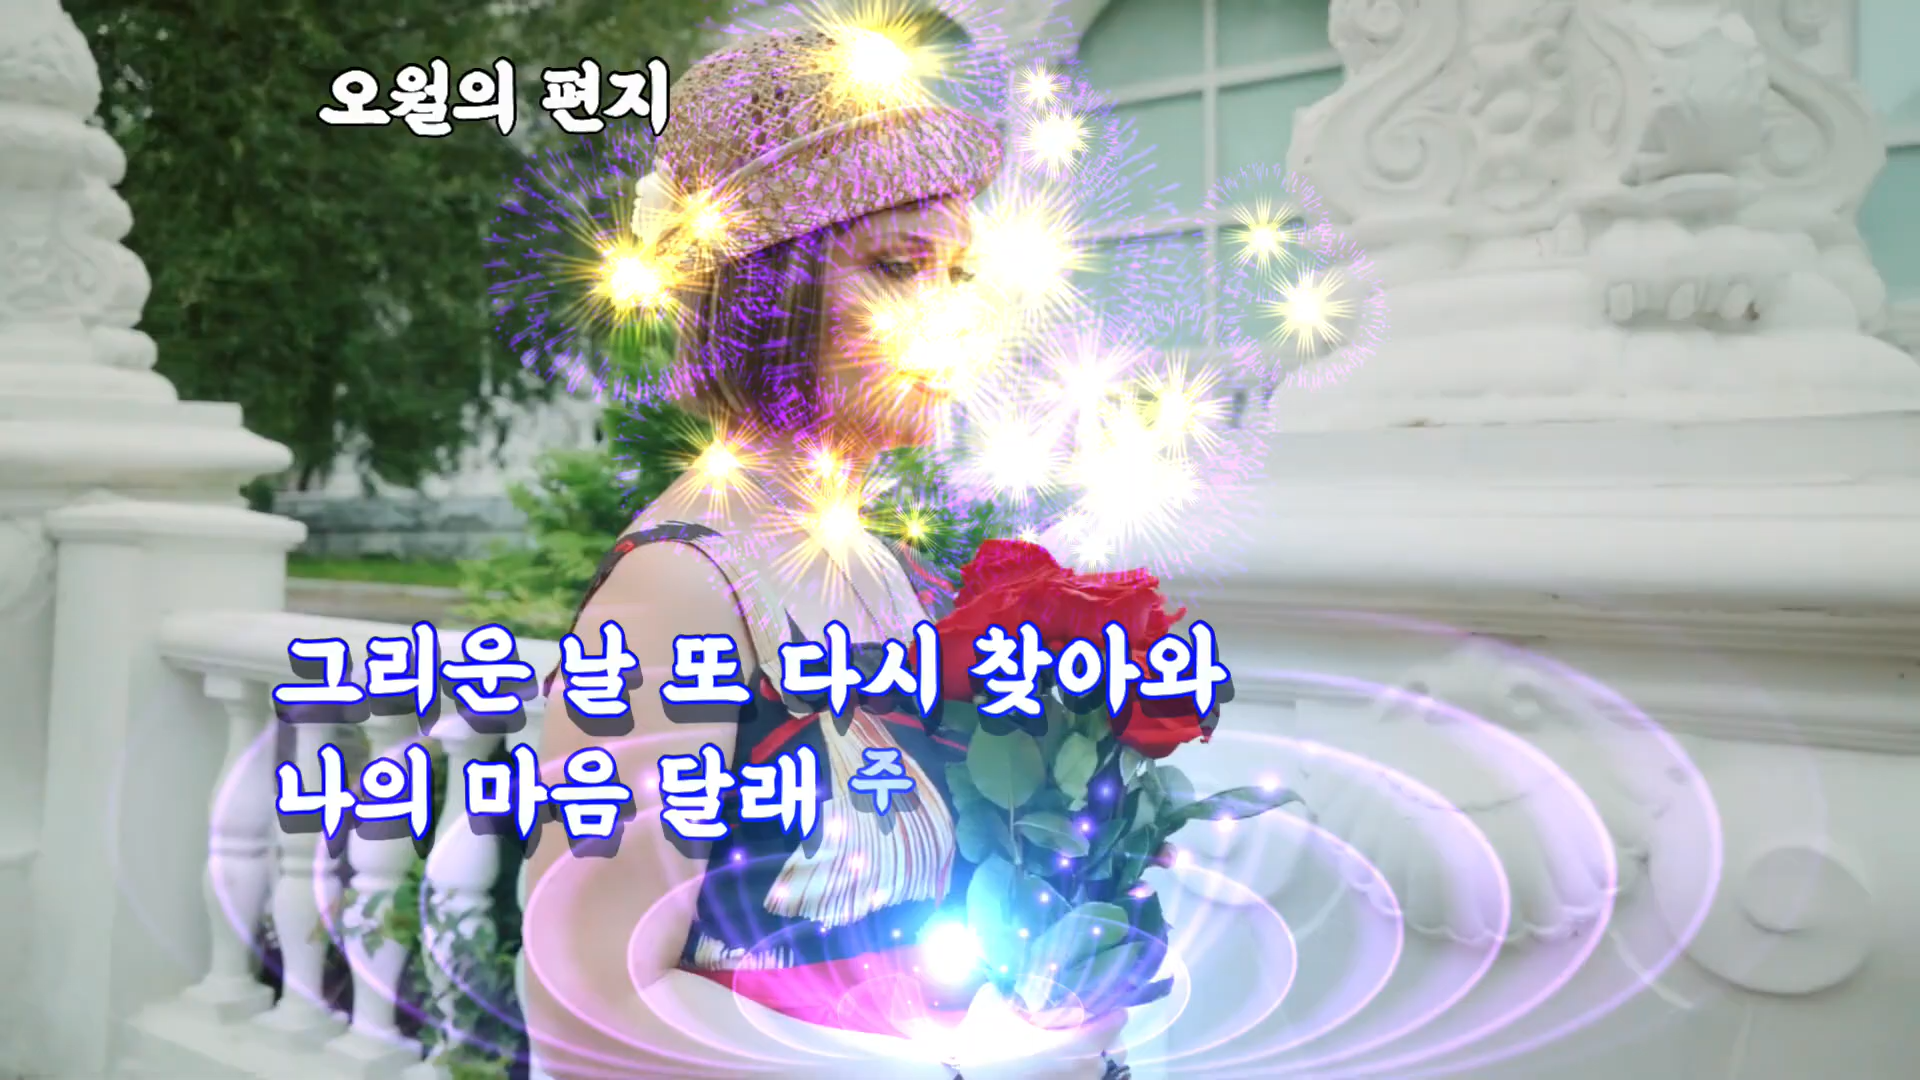 오월의 편지
그리운 날 또 다시 찾아와
나의 마음 달래 주